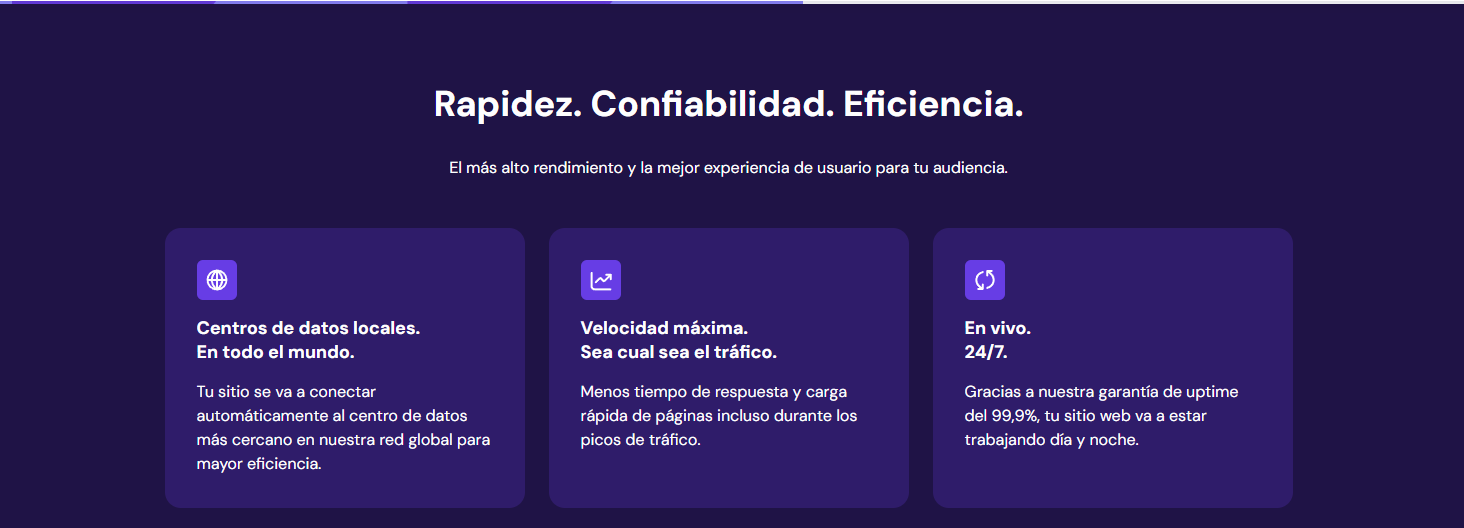 Rapidez. Confiabilidad. Eficiencia.
El más alto rendimiento y la mejor experiencia de usuario para tu audiencia.
Centros de datos locales.
En todo el mundo.
Tu sitio se va a conectar
automáticamente al centro de datos
más cercano en nuestra red global para
mayor eficiencia.
Velocidad máxima.
Sea cual sea el tráfico.
Menos tiempo de respuesta y carga
rápida de páginas incluso durante los
picos de tráfico.
En vivo.
24/7.
Gracias a nuestra garantía de uptime
del 99,9%, tu sitio web va a estar
trabajando día y noche.